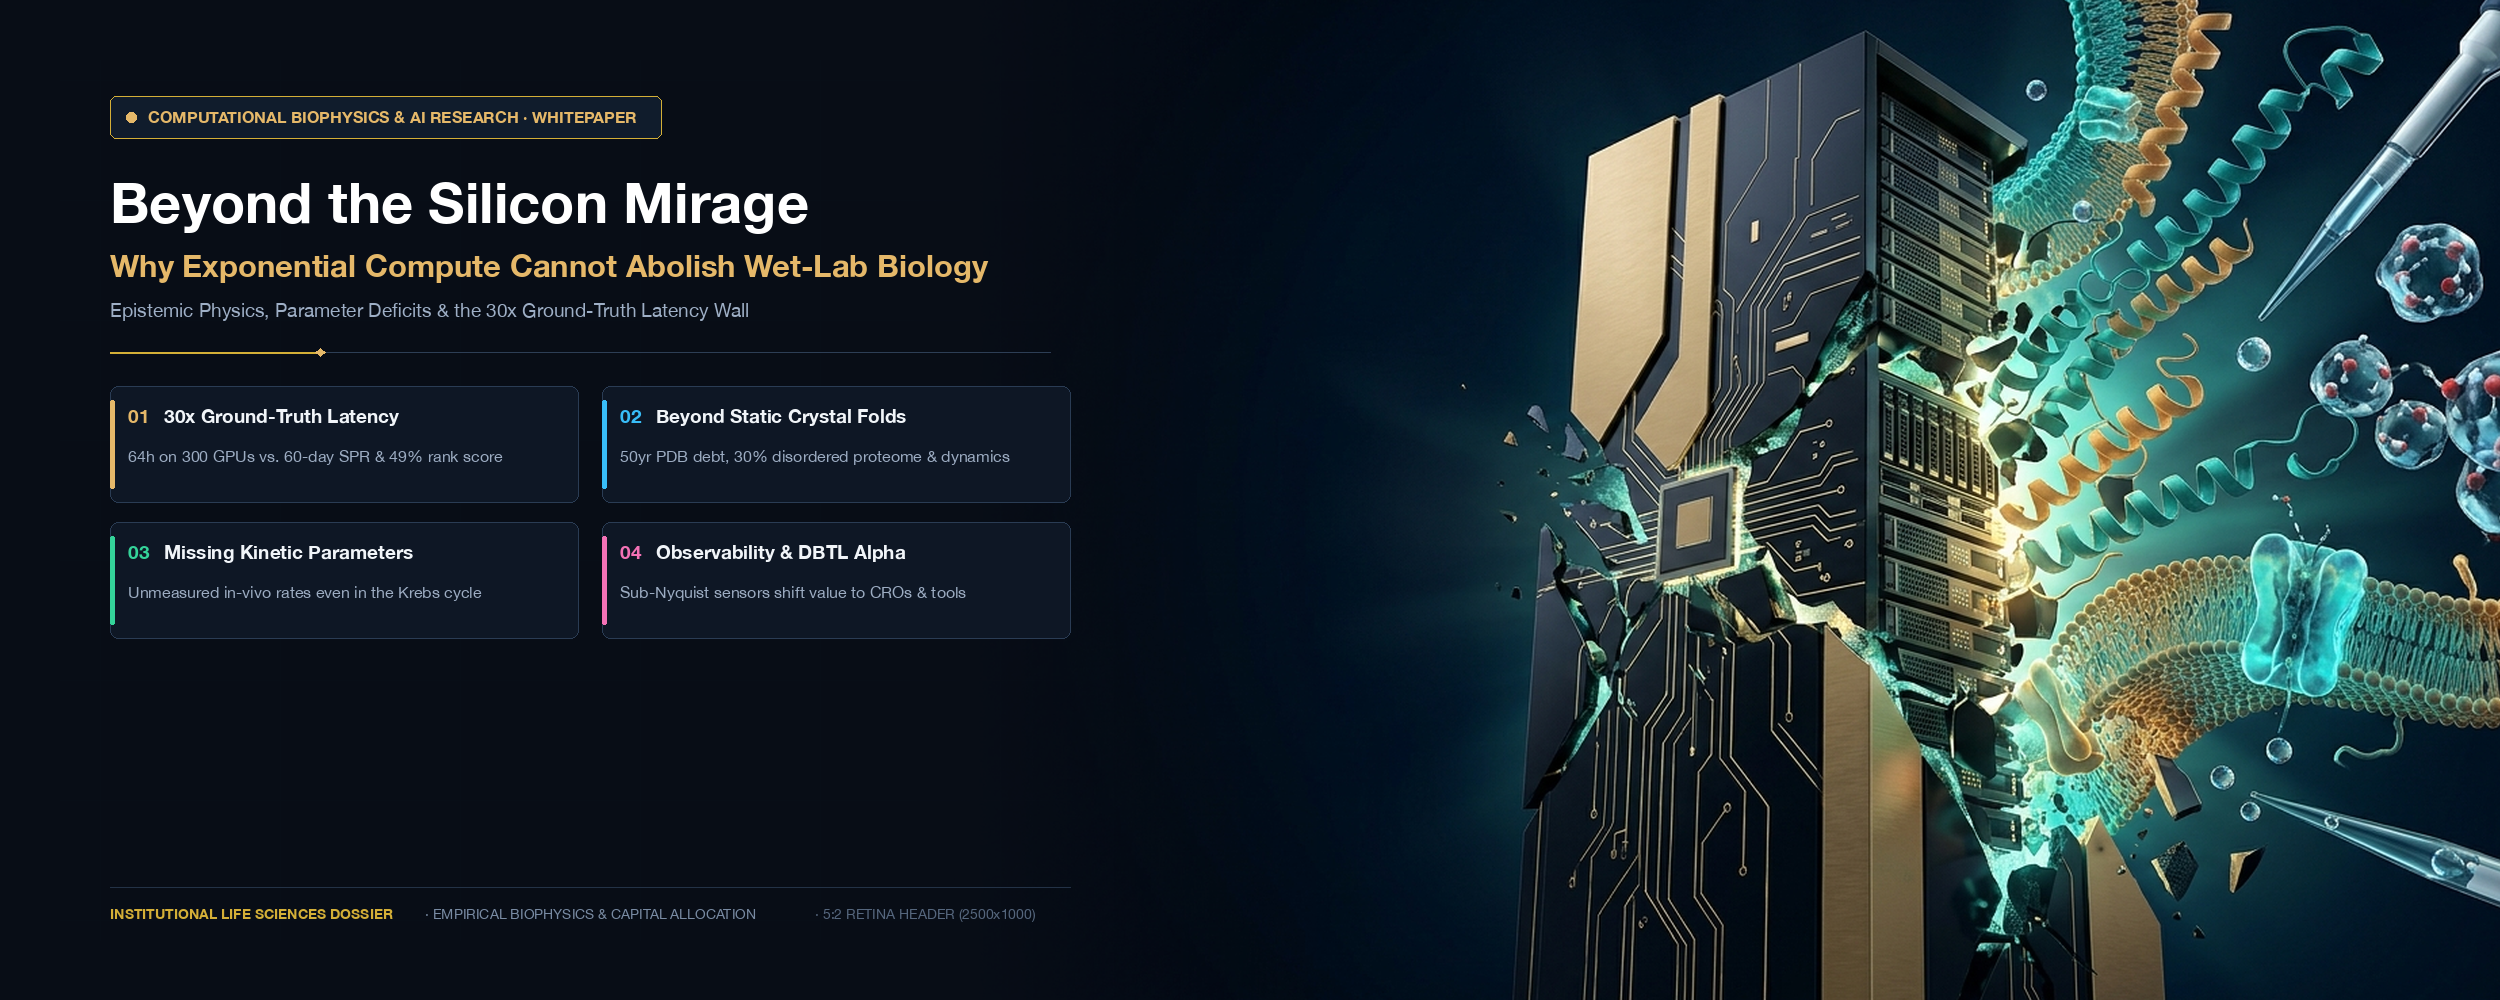 COMPUTATIONAL BIOPHYSICS & AI RESEARCH · WHITEPAPER
Beyond the Silicon Mirage
Why Exponential Compute Cannot Abolish Wet-Lab Biology
Epistemic Physics, Parameter Deficits & the 30x Ground-Truth Latency Wall
01 30x Ground-Truth Latency
64h on 300 GPUs vs. 60-day SPR & 49% rank score
02 Beyond Static Crystal Folds
50yr PDB debt, 30% disordered proteome & dynamics
03 Missing Kinetic Parameters
Unmeasured in-vivo rates even in the Krebs cycle
04 Observability & DBTL Alpha
Sub-Nyquist sensors shift value to CROs & tools
INSTITUTIONAL LIFE SCIENCES DOSSIER · EMPIRICAL BIOPHYSICS & CAPITAL ALLOCATION · 5:2 RETINA HEADER (2500x1000)